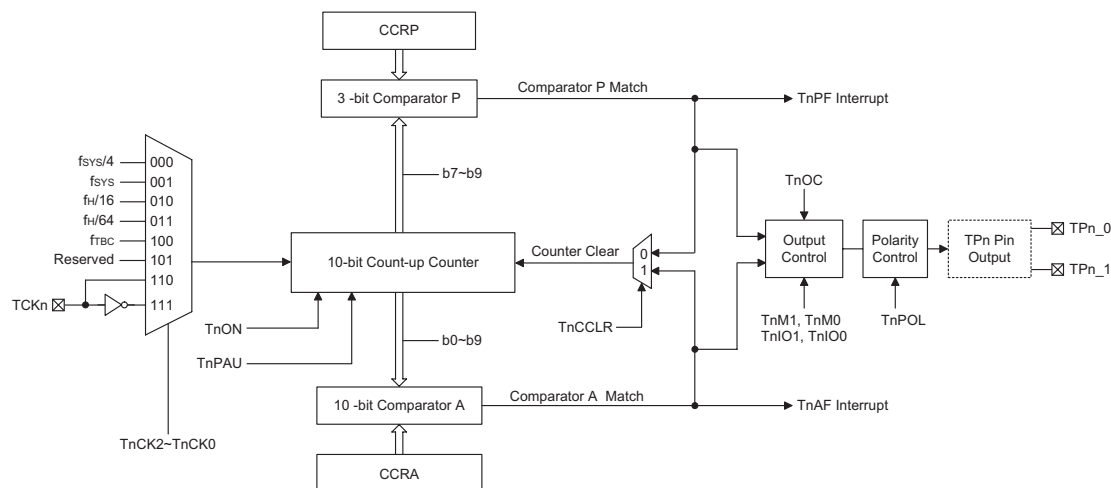 CCRP
3 -bit Comparator P
Comparator P Match
TnPF Interrupt
b7~b9
fSYS/4
000
fSYS
001
fH/16
010
fH/64
011
fTBC
100
Reserved
101
110
TCKn
111
TnCK2~TnCK0
10-bit Count-up Counter
Counter Clear
0
1
TnON
TnPAU
TnCCLR
b0~b9
TnOC
Output
Control
TnM1, TnM0
TnIO1, TnIO0
Polarity
Control
TnPOL
TPn Pin
Output
TPn_0
TPn_1
10 -bit Comparator A
Comparator A  Match
TnAF Interrupt
CCRA